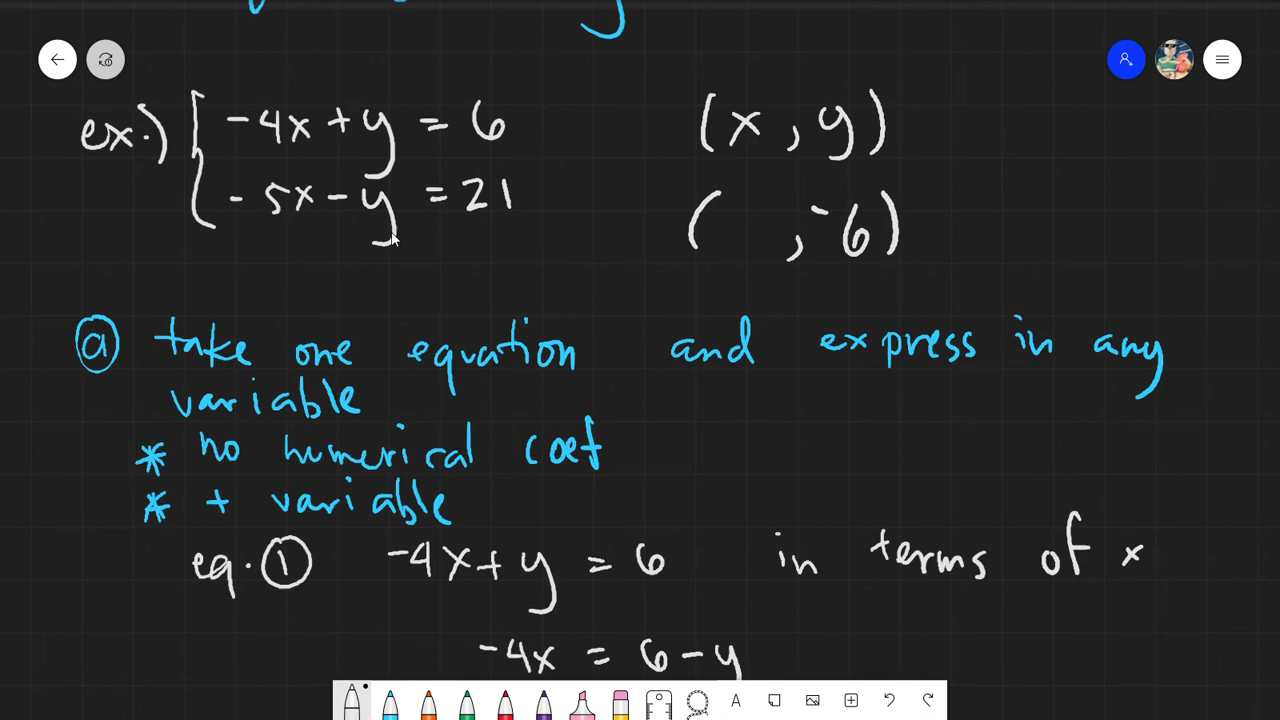 ex.) { -4x + y = 6 (x , y)
- 5x - y = 21 ( , -6)
ⓐ take one equation and express in any
variable
* no numerical coef
* + variable
eq. ① -4x + y = 6 in terms of x
-4x = 6 - y
A